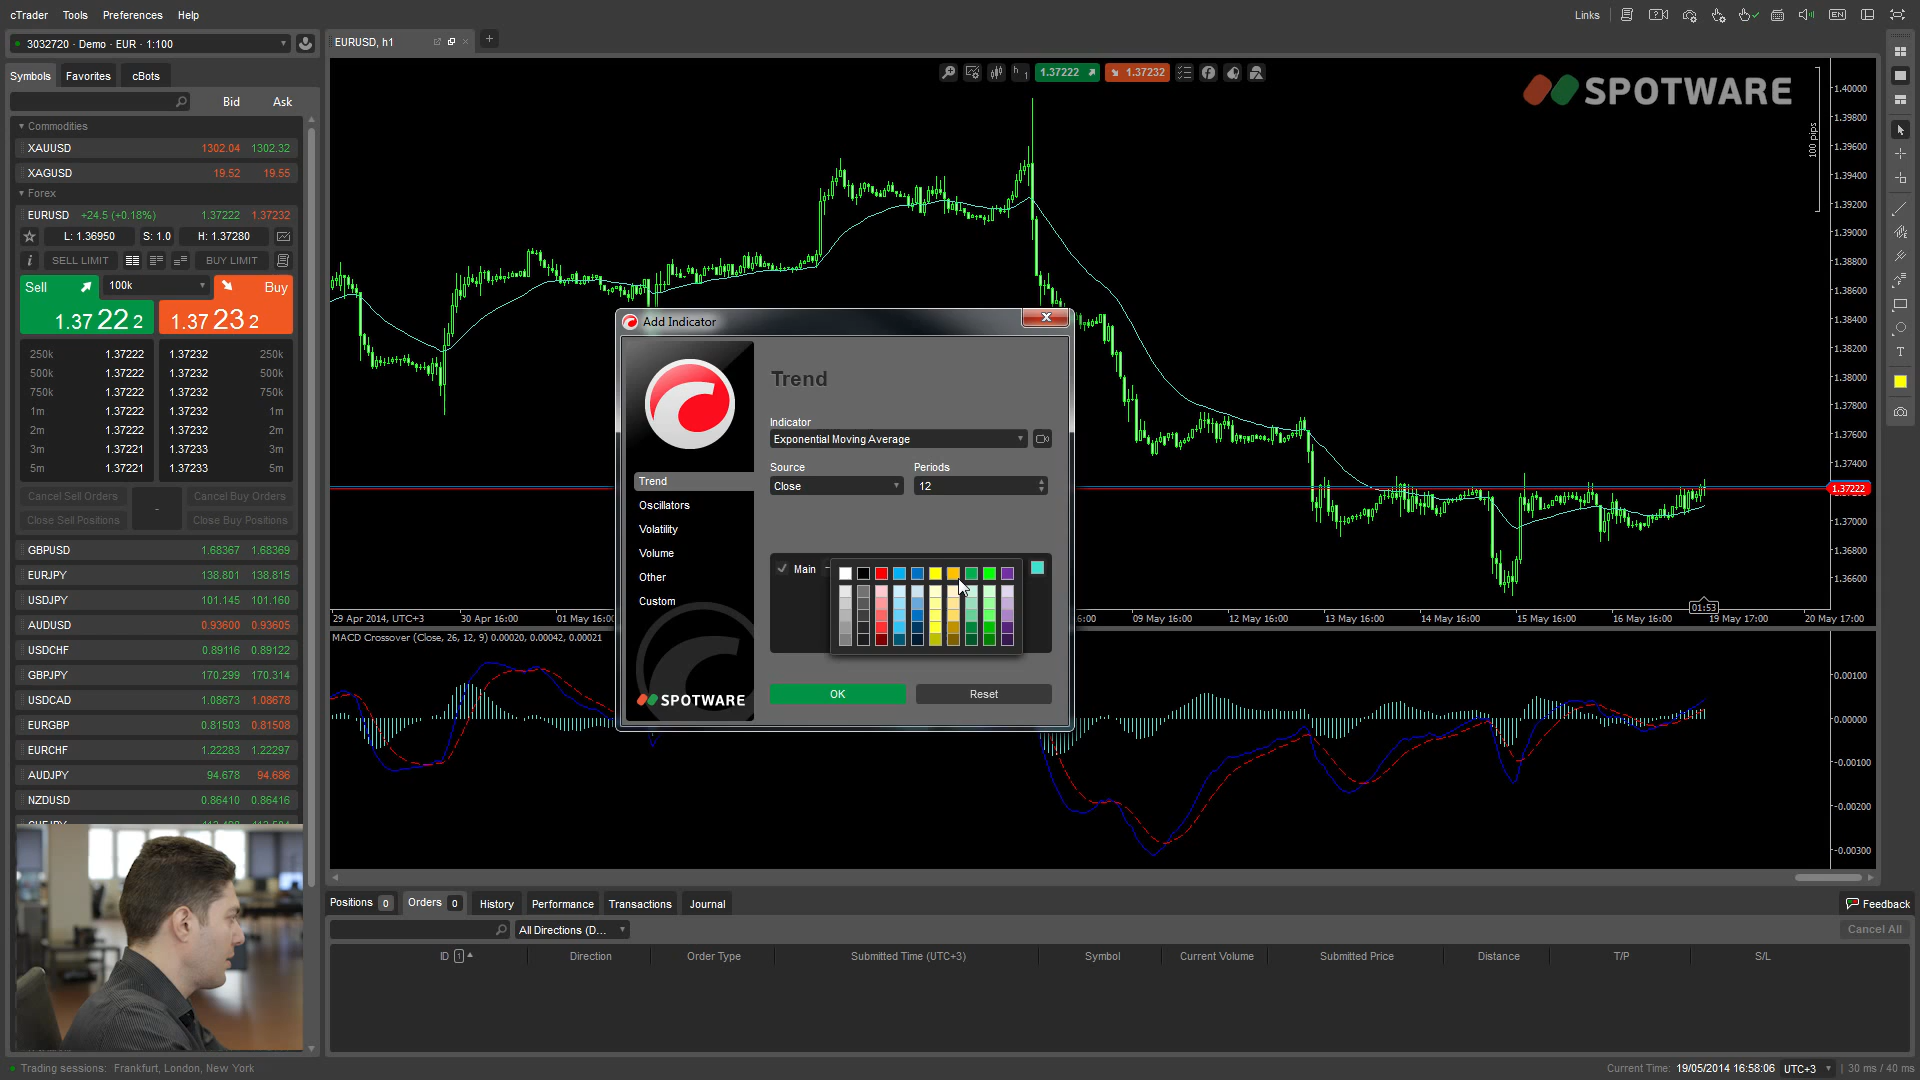 cTrader Tools Preferences Help Links EN
3032720 · Demo · EUR · 1:100
EURUSD, h1
Symbols Favorites cBots
Bid Ask
h 1 1.37222 1.37232
SPOTWARE
Commodities
XAUUSD 1302.04 1302.32
XAGUSD 19.52 19.55
Forex
EURUSD +24.5 (+0.18%) 1.37222 1.37232
L: 1.36950 S: 1.0 H: 1.37280
SELL LIMIT BUY LIMIT
Sell 100k Buy
1.37 22 2 1.37 23 2
250k 1.37222 1.37232 250k
500k 1.37222 1.37232 500k
750k 1.37222 1.37232 750k
1m 1.37222 1.37232 1m
2m 1.37222 1.37232 2m
3m 1.37221 1.37233 3m
5m 1.37221 1.37233 5m
Cancel Sell Orders - Cancel Buy Orders
Close Sell Positions Close Buy Positions
GBPUSD 1.68367 1.68369
EURJPY 138.801 138.815
USDJPY 101.145 101.160
AUDUSD 0.93600 0.93605
USDCHF 0.89116 0.89122
GBPJPY 170.299 170.314
USDCAD 1.08673 1.08678
EURGBP 0.81503 0.81508
EURCHF 1.22283 1.22297
AUDJPY 94.678 94.686
NZDUSD 0.86410 0.86416
100 pips
1.40000
1.39800
1.39600
1.39400
1.39200
1.39000
1.38800
1.38600
1.38400
1.38200
1.38000
1.37800
1.37600
1.37400
1.37222
1.37000
1.36800
1.36600
01:53
29 Apr 2014, UTC+3 30 Apr 16:00 01 May 16:00 6:00 09 May 16:00 12 May 16:00 13 May 16:00 14 May 16:00 15 May 16:00 16 May 16:00 19 May 17:00 20 May 17:00
MACD Crossover (Close, 26, 12, 9) 0.00020, 0.00042, 0.00021
0.00100
0.00000
-0.00100
-0.00200
-0.00300
Add Indicator
Trend
Indicator
Exponential Moving Average
Source Periods
Close 12
Trend
Oscillators
Volatility
Volume
Other
Custom
Main
SPOTWARE
OK Reset
Positions 0 Orders 0 History Performance Transactions Journal Feedback
All Directions (D... Cancel All
ID 1 Direction Order Type Submitted Time (UTC+3) Symbol Current Volume Submitted Price Distance T/P S/L
Trading sessions: Frankfurt, London, New York
Current Time: 19/05/2014 16:58:06 UTC+3 30 ms / 40 ms